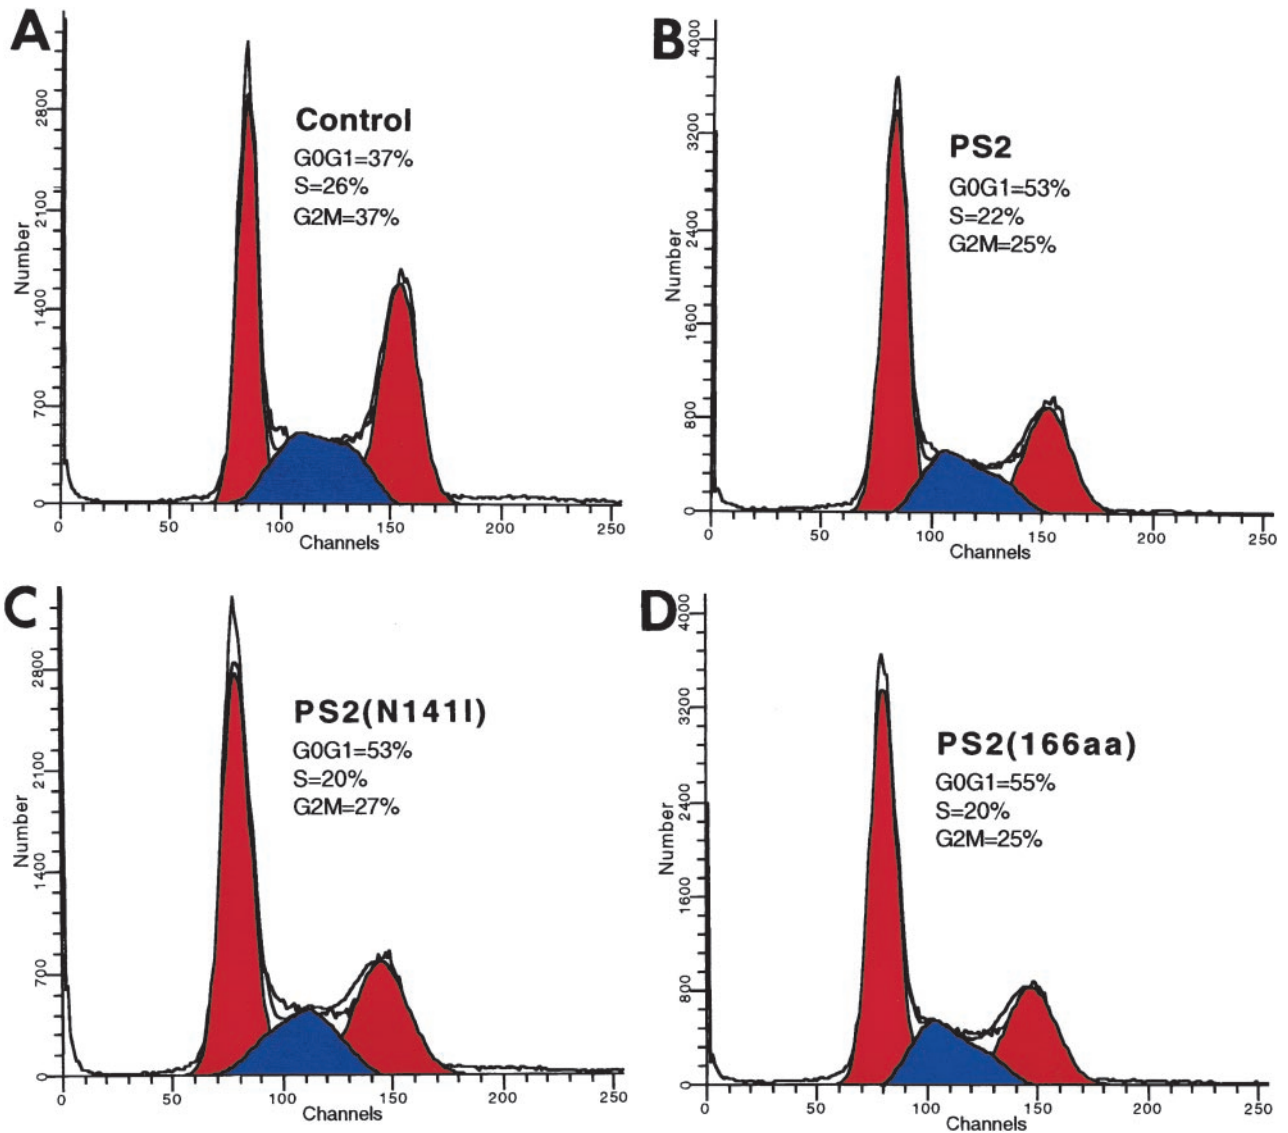 A
Control
G0G1=37%
S=26%
G2M=37%
Number
2800
2100
1400
700
0
0 50 100 150 200 250
Channels
B
PS2
G0G1=53%
S=22%
G2M=25%
Number
4000
3200
2400
1600
800
0
0 50 100 150 200 250
Channels
C
PS2(N141I)
G0G1=53%
S=20%
G2M=27%
Number
2800
2100
1400
700
0
0 50 100 150 200 250
Channels
D
PS2(166aa)
G0G1=55%
S=20%
G2M=25%
Number
4000
3200
2400
1600
800
0
0 50 100 150 200 250
Channels